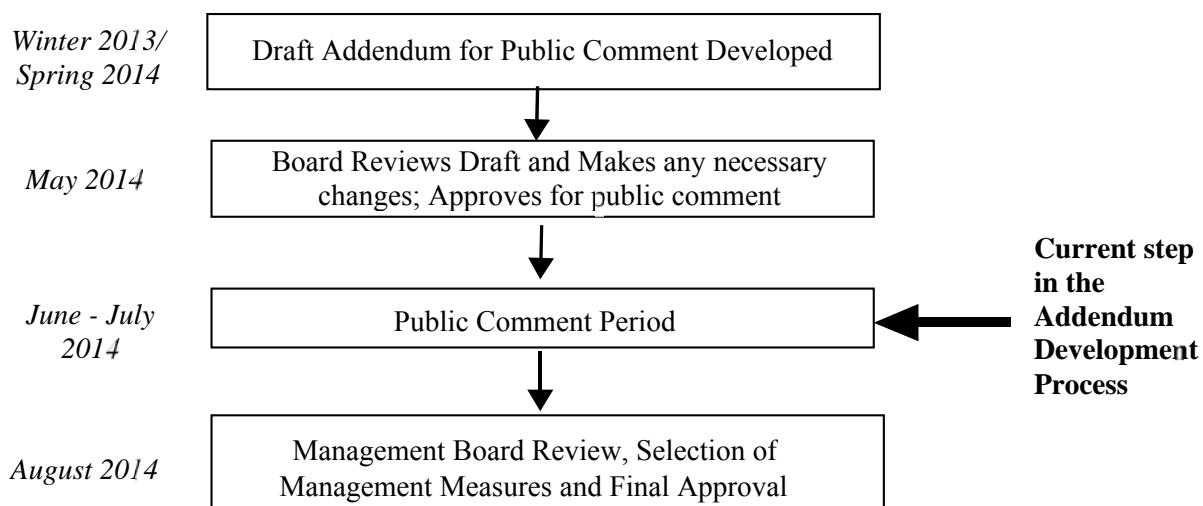 Winter 2013/
Spring 2014
Draft Addendum for Public Comment Developed
May 2014
Board Reviews Draft and Makes any necessary
changes; Approves for public comment
June - July
2014
Public Comment Period
Current step
in the
Addendum
Development
Process
August 2014
Management Board Review, Selection of
Management Measures and Final Approval